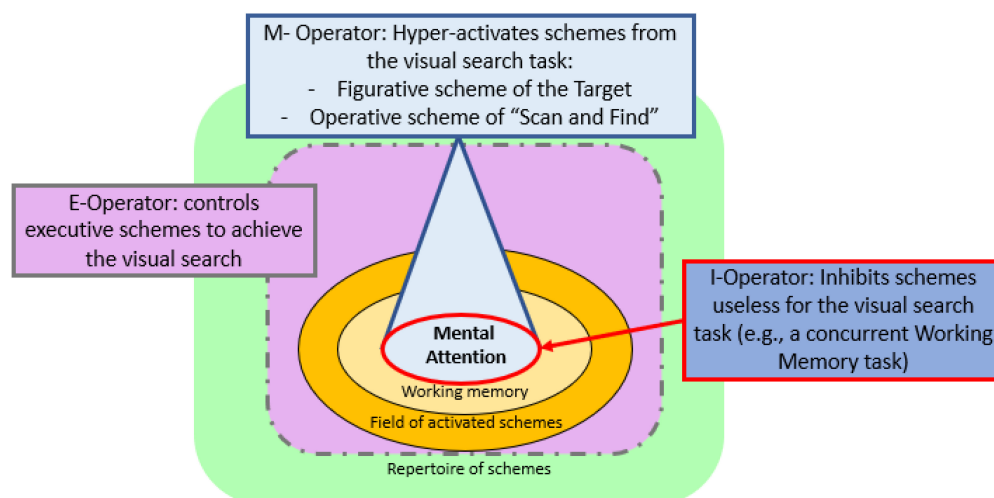 M- Operator: Hyper-activates schemes from
the visual search task:
- Figurative scheme of the Target
- Operative scheme of “Scan and Find”
E-Operator: controls
executive schemes to achieve
the visual search
I-Operator: Inhibits schemes
useless for the visual search
task (e.g., a concurrent Working
Memory task)
Mental
Attention
Working memory
Field of activated schemes
Repertoire of schemes